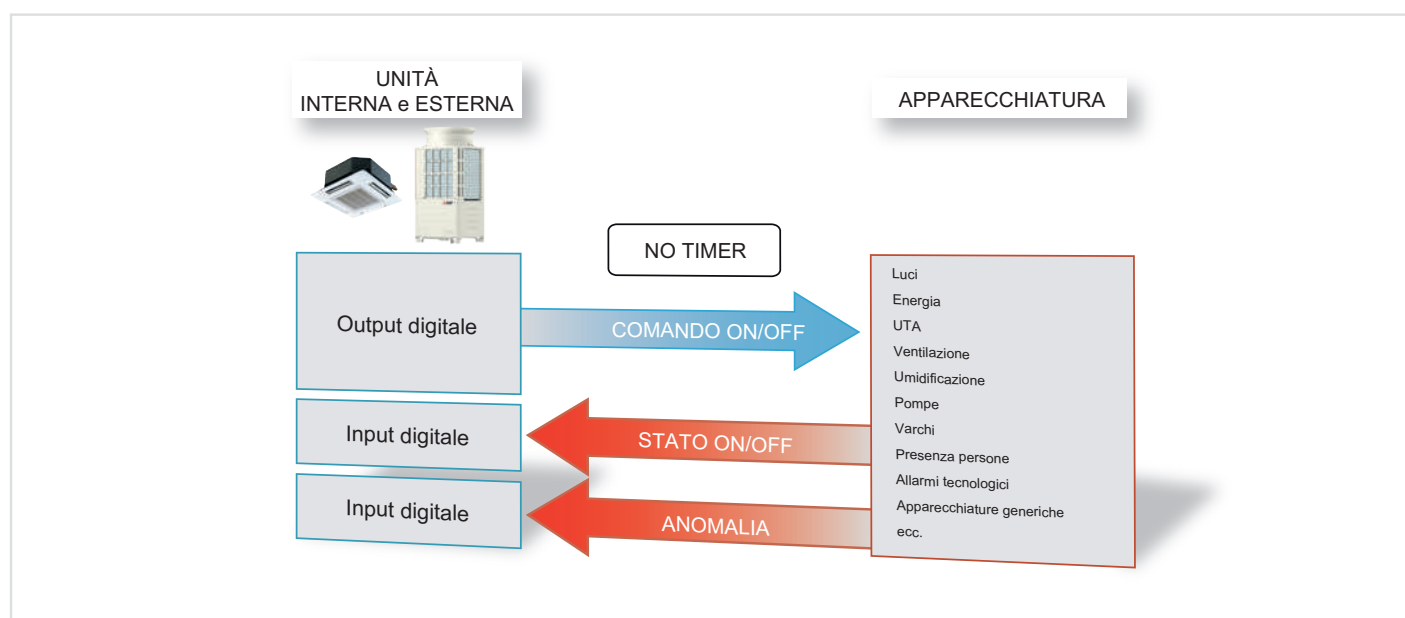 UNITÀ
INTERNA e ESTERNA
APPARECCHIATURA
NO TIMER
Output digitale
COMANDO ON/OFF
Input digitale
STATO ON/OFF
Input digitale
ANOMALIA
Luci
Energia
UTA
Ventilazione
Umidificazione
Pompe
Varchi
Presenza persone
Allarmi tecnologici
Apparecchiature generiche
ecc.